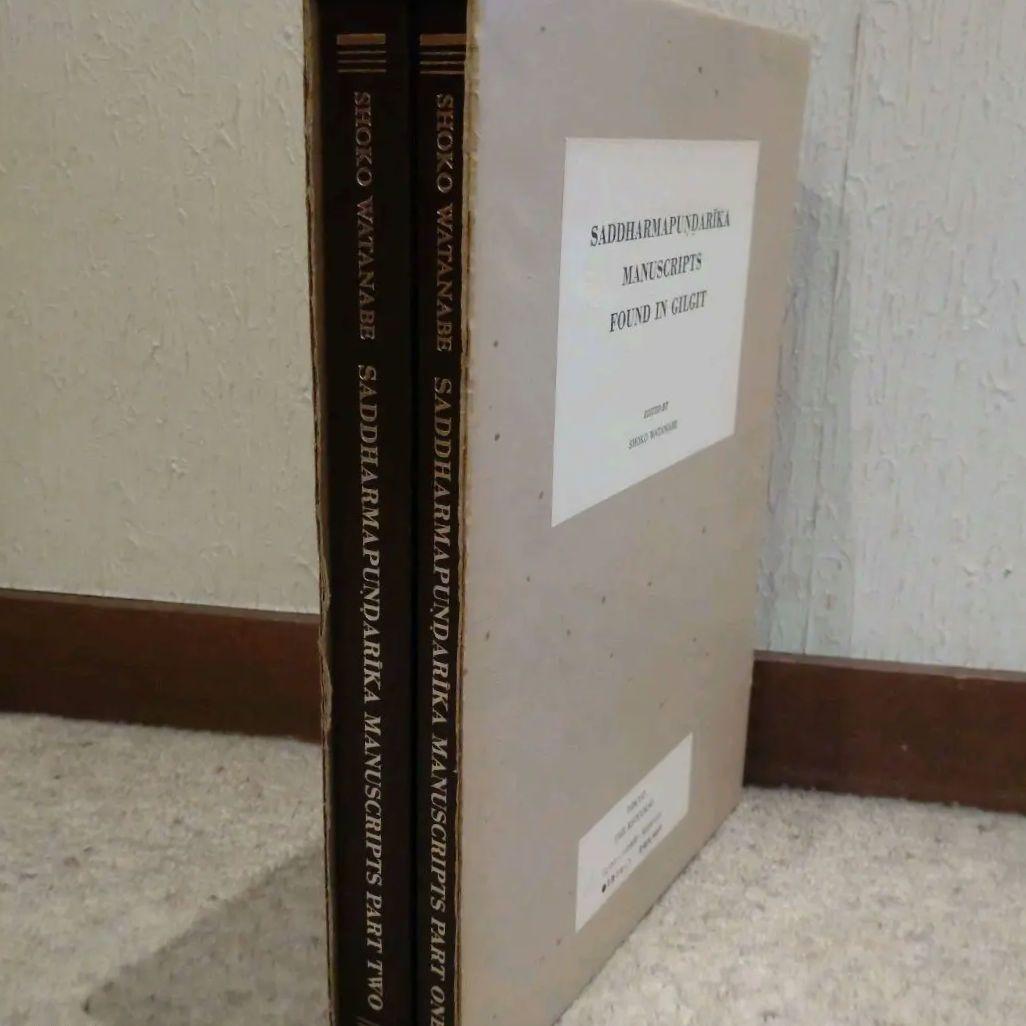 SHOKO WATANABE SADDHARMAPUṆḌARĪKA MANUSCRIPTS PART TWO
SHOKO WATANABE SADDHARMAPUṆḌARĪKA MANUSCRIPTS PART ONE
SADDHARMAPUṆḌARĪKA
MANUSCRIPTS
FOUND IN GILGIT
EDITED BY
SHOKO WATANABE